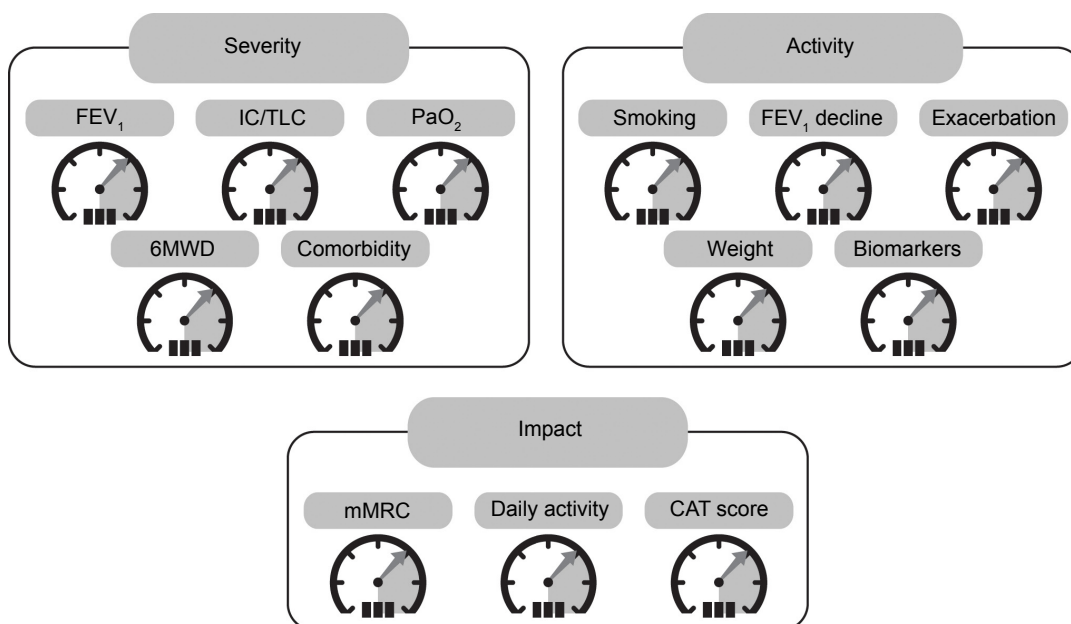 Severity
FEV₁
IC/TLC
PaO₂
6MWD
Comorbidity
Activity
Smoking
FEV₁ decline
Exacerbation
Weight
Biomarkers
Impact
mMRC
Daily activity
CAT score